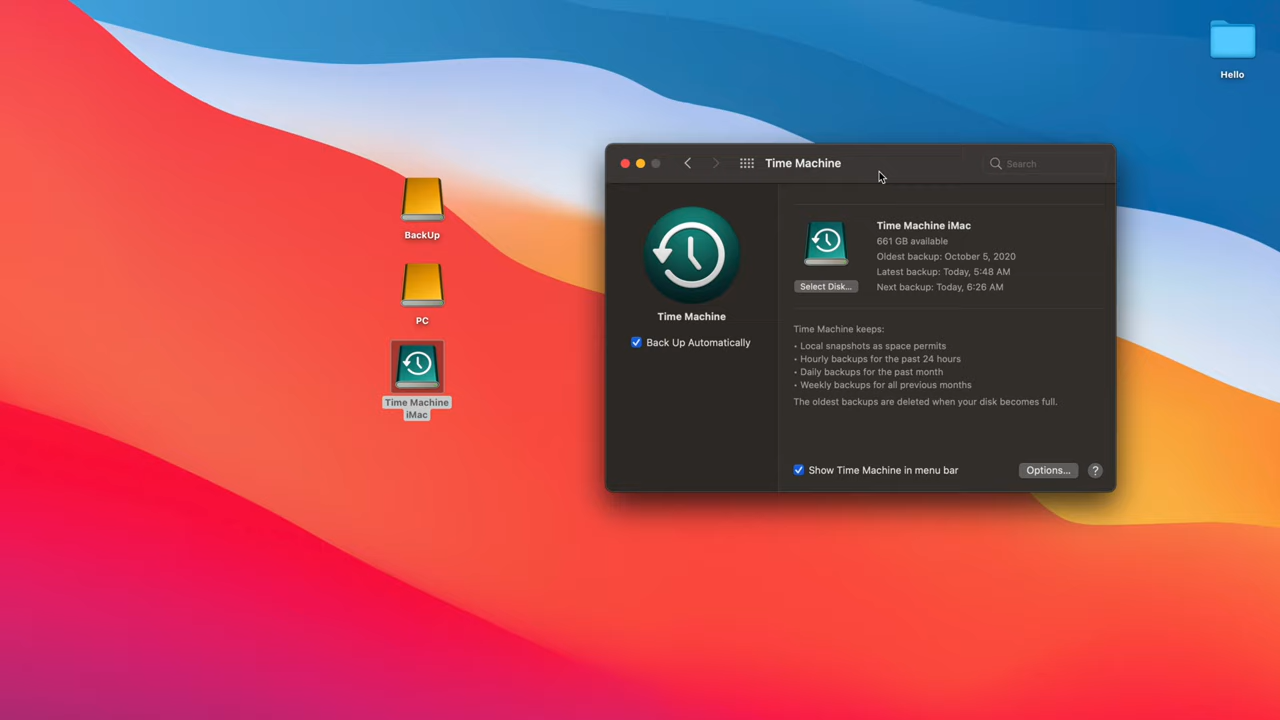 Hello
BackUp
PC
Time Machine
iMac
Time Machine
Search
Time Machine
Back Up Automatically
Select Disk...
Time Machine iMac
661 GB available
Oldest backup: October 5, 2020
Latest backup: Today, 5:48 AM
Next backup: Today, 6:26 AM
Time Machine keeps:
• Local snapshots as space permits
• Hourly backups for the past 24 hours
• Daily backups for the past month
• Weekly backups for all previous months
The oldest backups are deleted when your disk becomes full.
Show Time Machine in menu bar
Options...
?